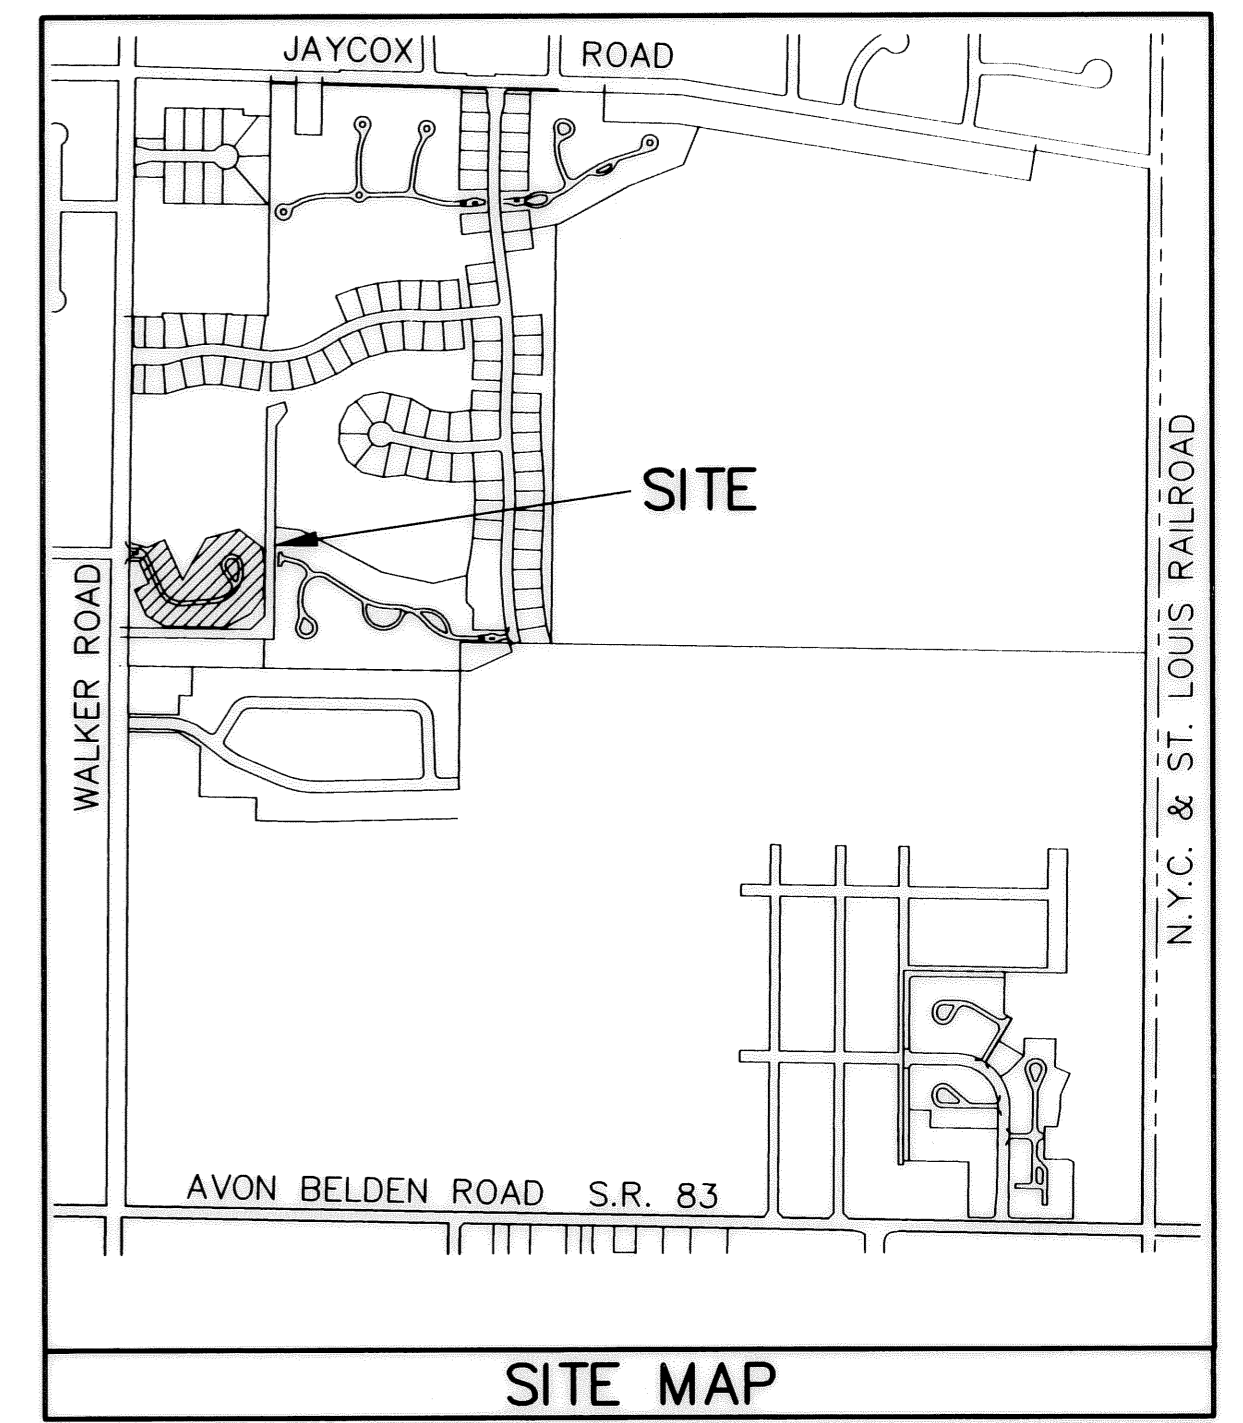 JAYCOX ROAD
SITE
WALKER ROAD
N.Y.C. & ST. LOUIS RAILROAD
AVON BELDEN ROAD S.R. 83
SITE MAP